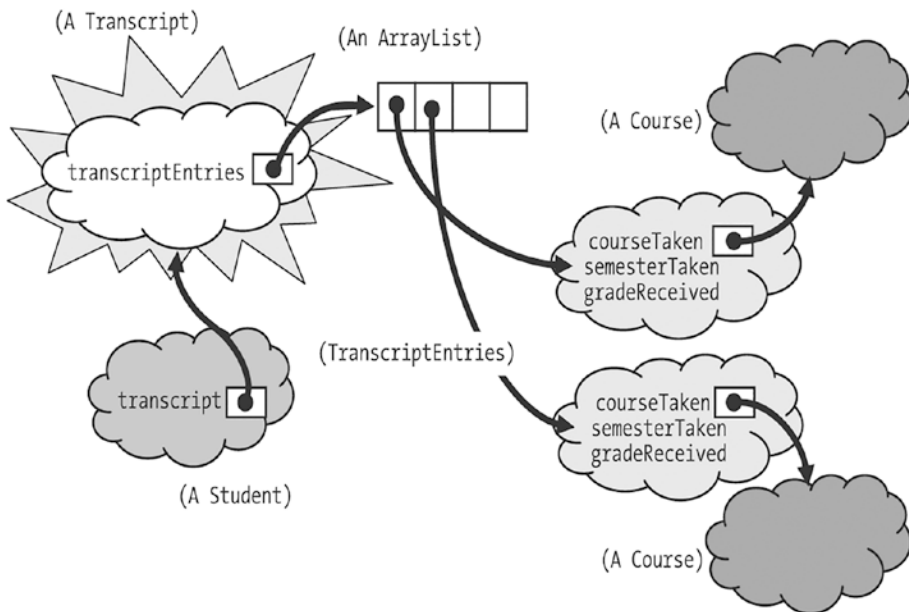 (A Transcript)
(An ArrayList)
(A Course)
transcriptEntries
courseTaken
semesterTaken
gradeReceived
(TranscriptEntries)
transcript
courseTaken
semesterTaken
gradeReceived
(A Student)
(A Course)